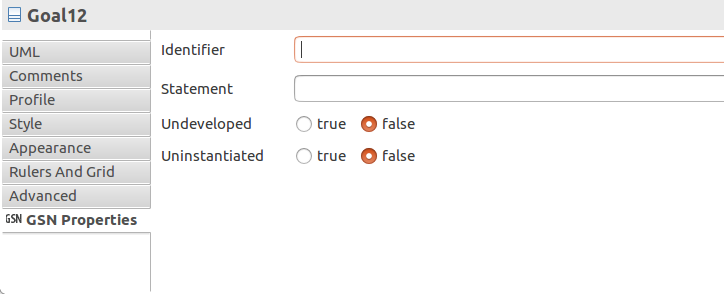 Goal12
UML
Comments
Profile
Style
Appearance
Rulers And Grid
Advanced
GSN GSN Properties
Identifier
Statement
Undeveloped true false
Uninstantiated true false